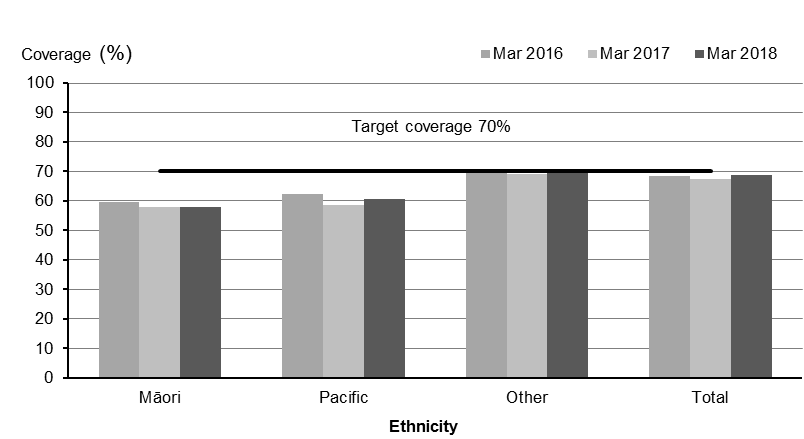 Coverage (%)
Mar 2016 Mar 2017 Mar 2018
100
90
Target coverage 70%
80
70
60
50
40
30
20
10
0
Māori Pacific Other Total
Ethnicity